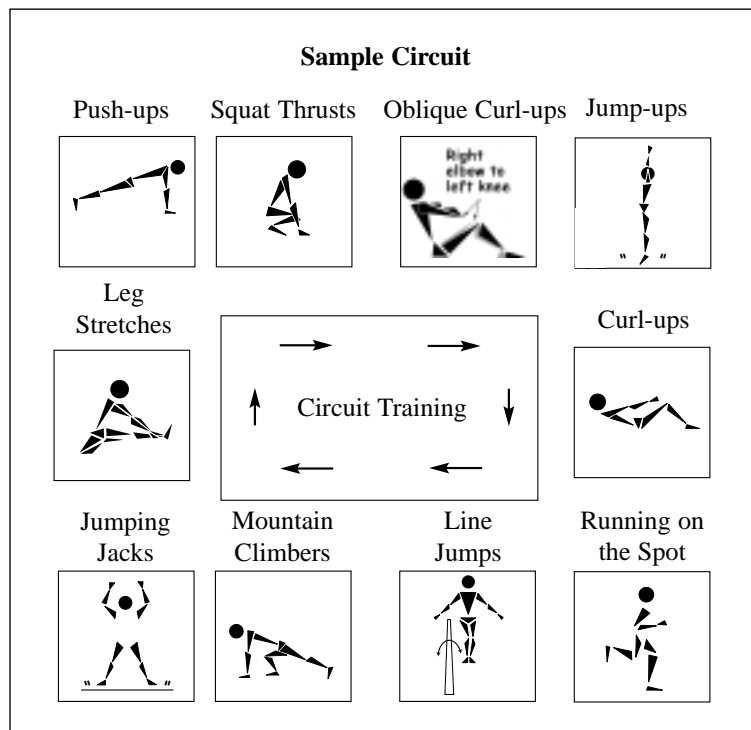 Sample Circuit
Push-ups
Squat Thrusts
Oblique Curl-ups
Jump-ups
Right
elbow to
left knee
Leg
Stretches
Circuit Training
Curl-ups
Jumping
Jacks
Mountain
Climbers
Line
Jumps
Running on
the Spot